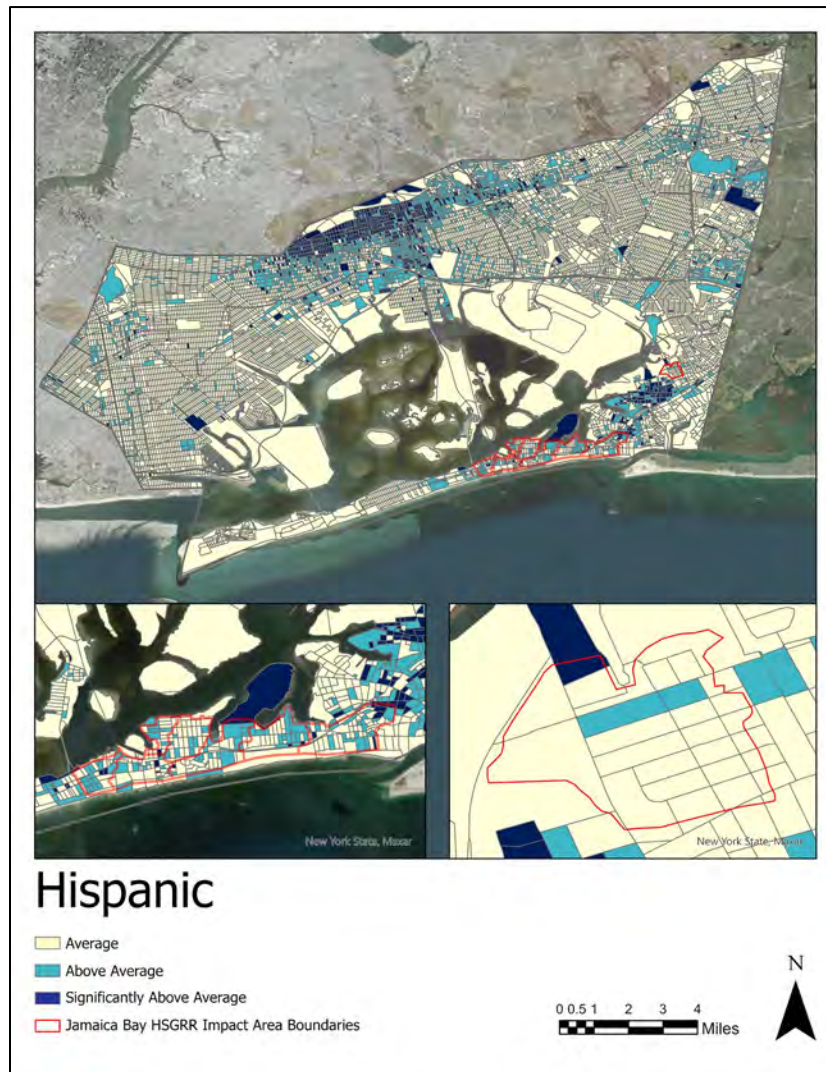 New York State, Maxar
New York State, Maxar
Hispanic
Average
Above Average
Significantly Above Average
Jamaica Bay HSGRR Impact Area Boundaries
N
0 0.5 1 2 3 4
Miles